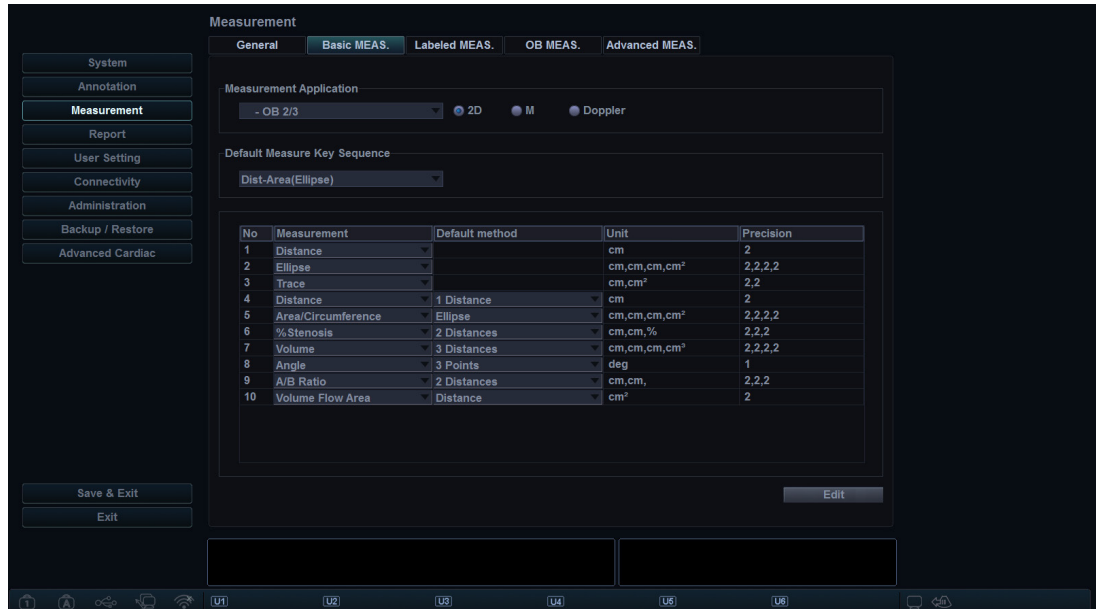 Measurement
General Basic MEAS. Labeled MEAS. OB MEAS. Advanced MEAS.
System
Annotation
Measurement
Report
User Setting
Connectivity
Administration
Backup / Restore
Advanced Cardiac
Save & Exit
Exit
Measurement Application
- OB 2/3 2D M Doppler
Default Measure Key Sequence
Dist-Area(Ellipse)
No Measurement Default method Unit Precision
1 Distance cm 2
2 Ellipse cm,cm,cm,cm² 2,2,2,2
3 Trace cm,cm² 2,2
4 Distance 1 Distance cm 2
5 Area/Circumference Ellipse cm,cm,cm,cm² 2,2,2,2
6 %Stenosis 2 Distances cm,cm,% 2,2,2
7 Volume 3 Distances cm,cm,cm,cm³ 2,2,2,2
8 Angle 3 Points deg 1
9 A/B Ratio 2 Distances cm,cm, 2,2,2
10 Volume Flow Area Distance cm² 2
Edit
1 A U1 U2 U3 U4 U5 U6